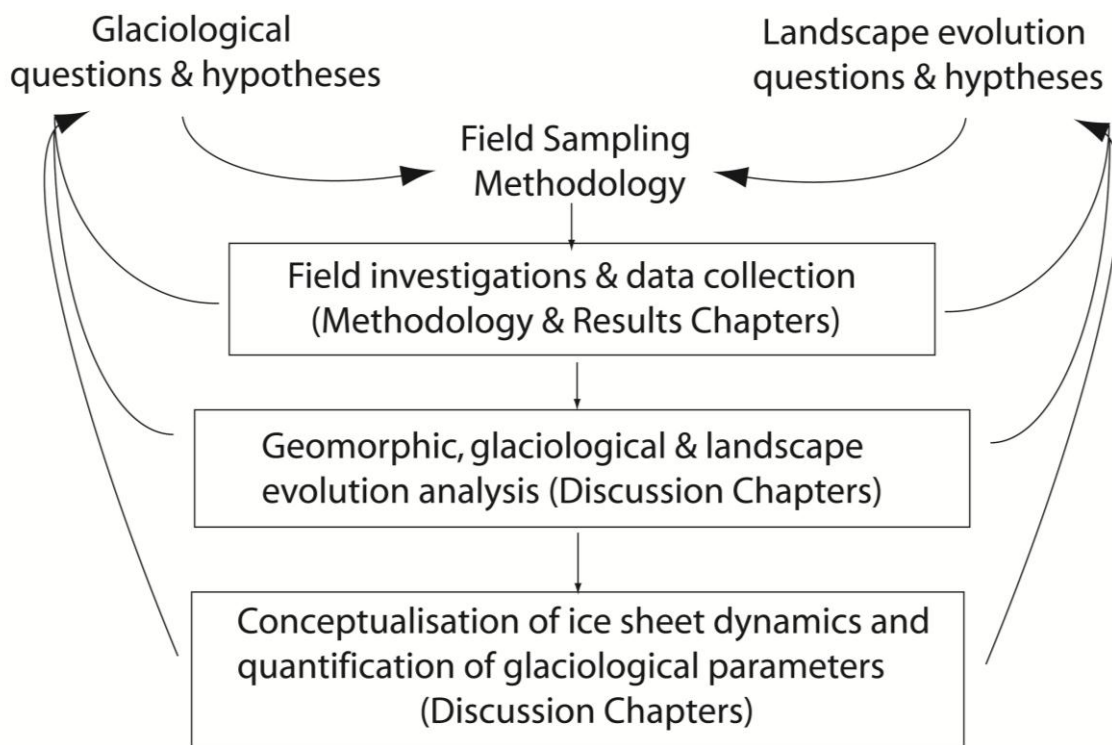 Glaciological
questions & hypotheses
Landscape evolution
questions & hyptheses
Field Sampling
Methodology
Field investigations & data collection
(Methodology & Results Chapters)
Geomorphic, glaciological & landscape
evolution analysis (Discussion Chapters)
Conceptualisation of ice sheet dynamics and
quantification of glaciological parameters
(Discussion Chapters)